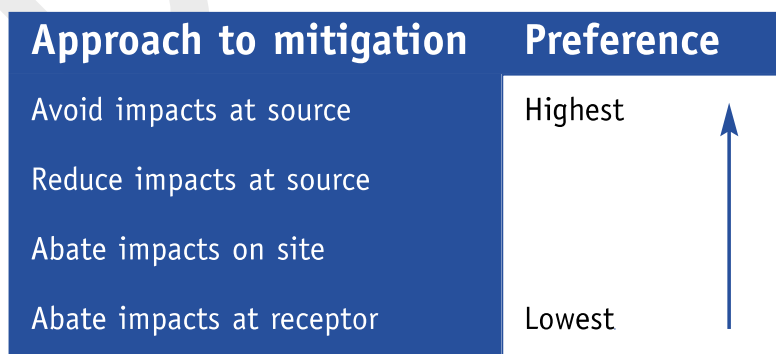 Approach to mitigation Preference
Avoid impacts at source Highest
Reduce impacts at source
Abate impacts on site
Abate impacts at receptor Lowest